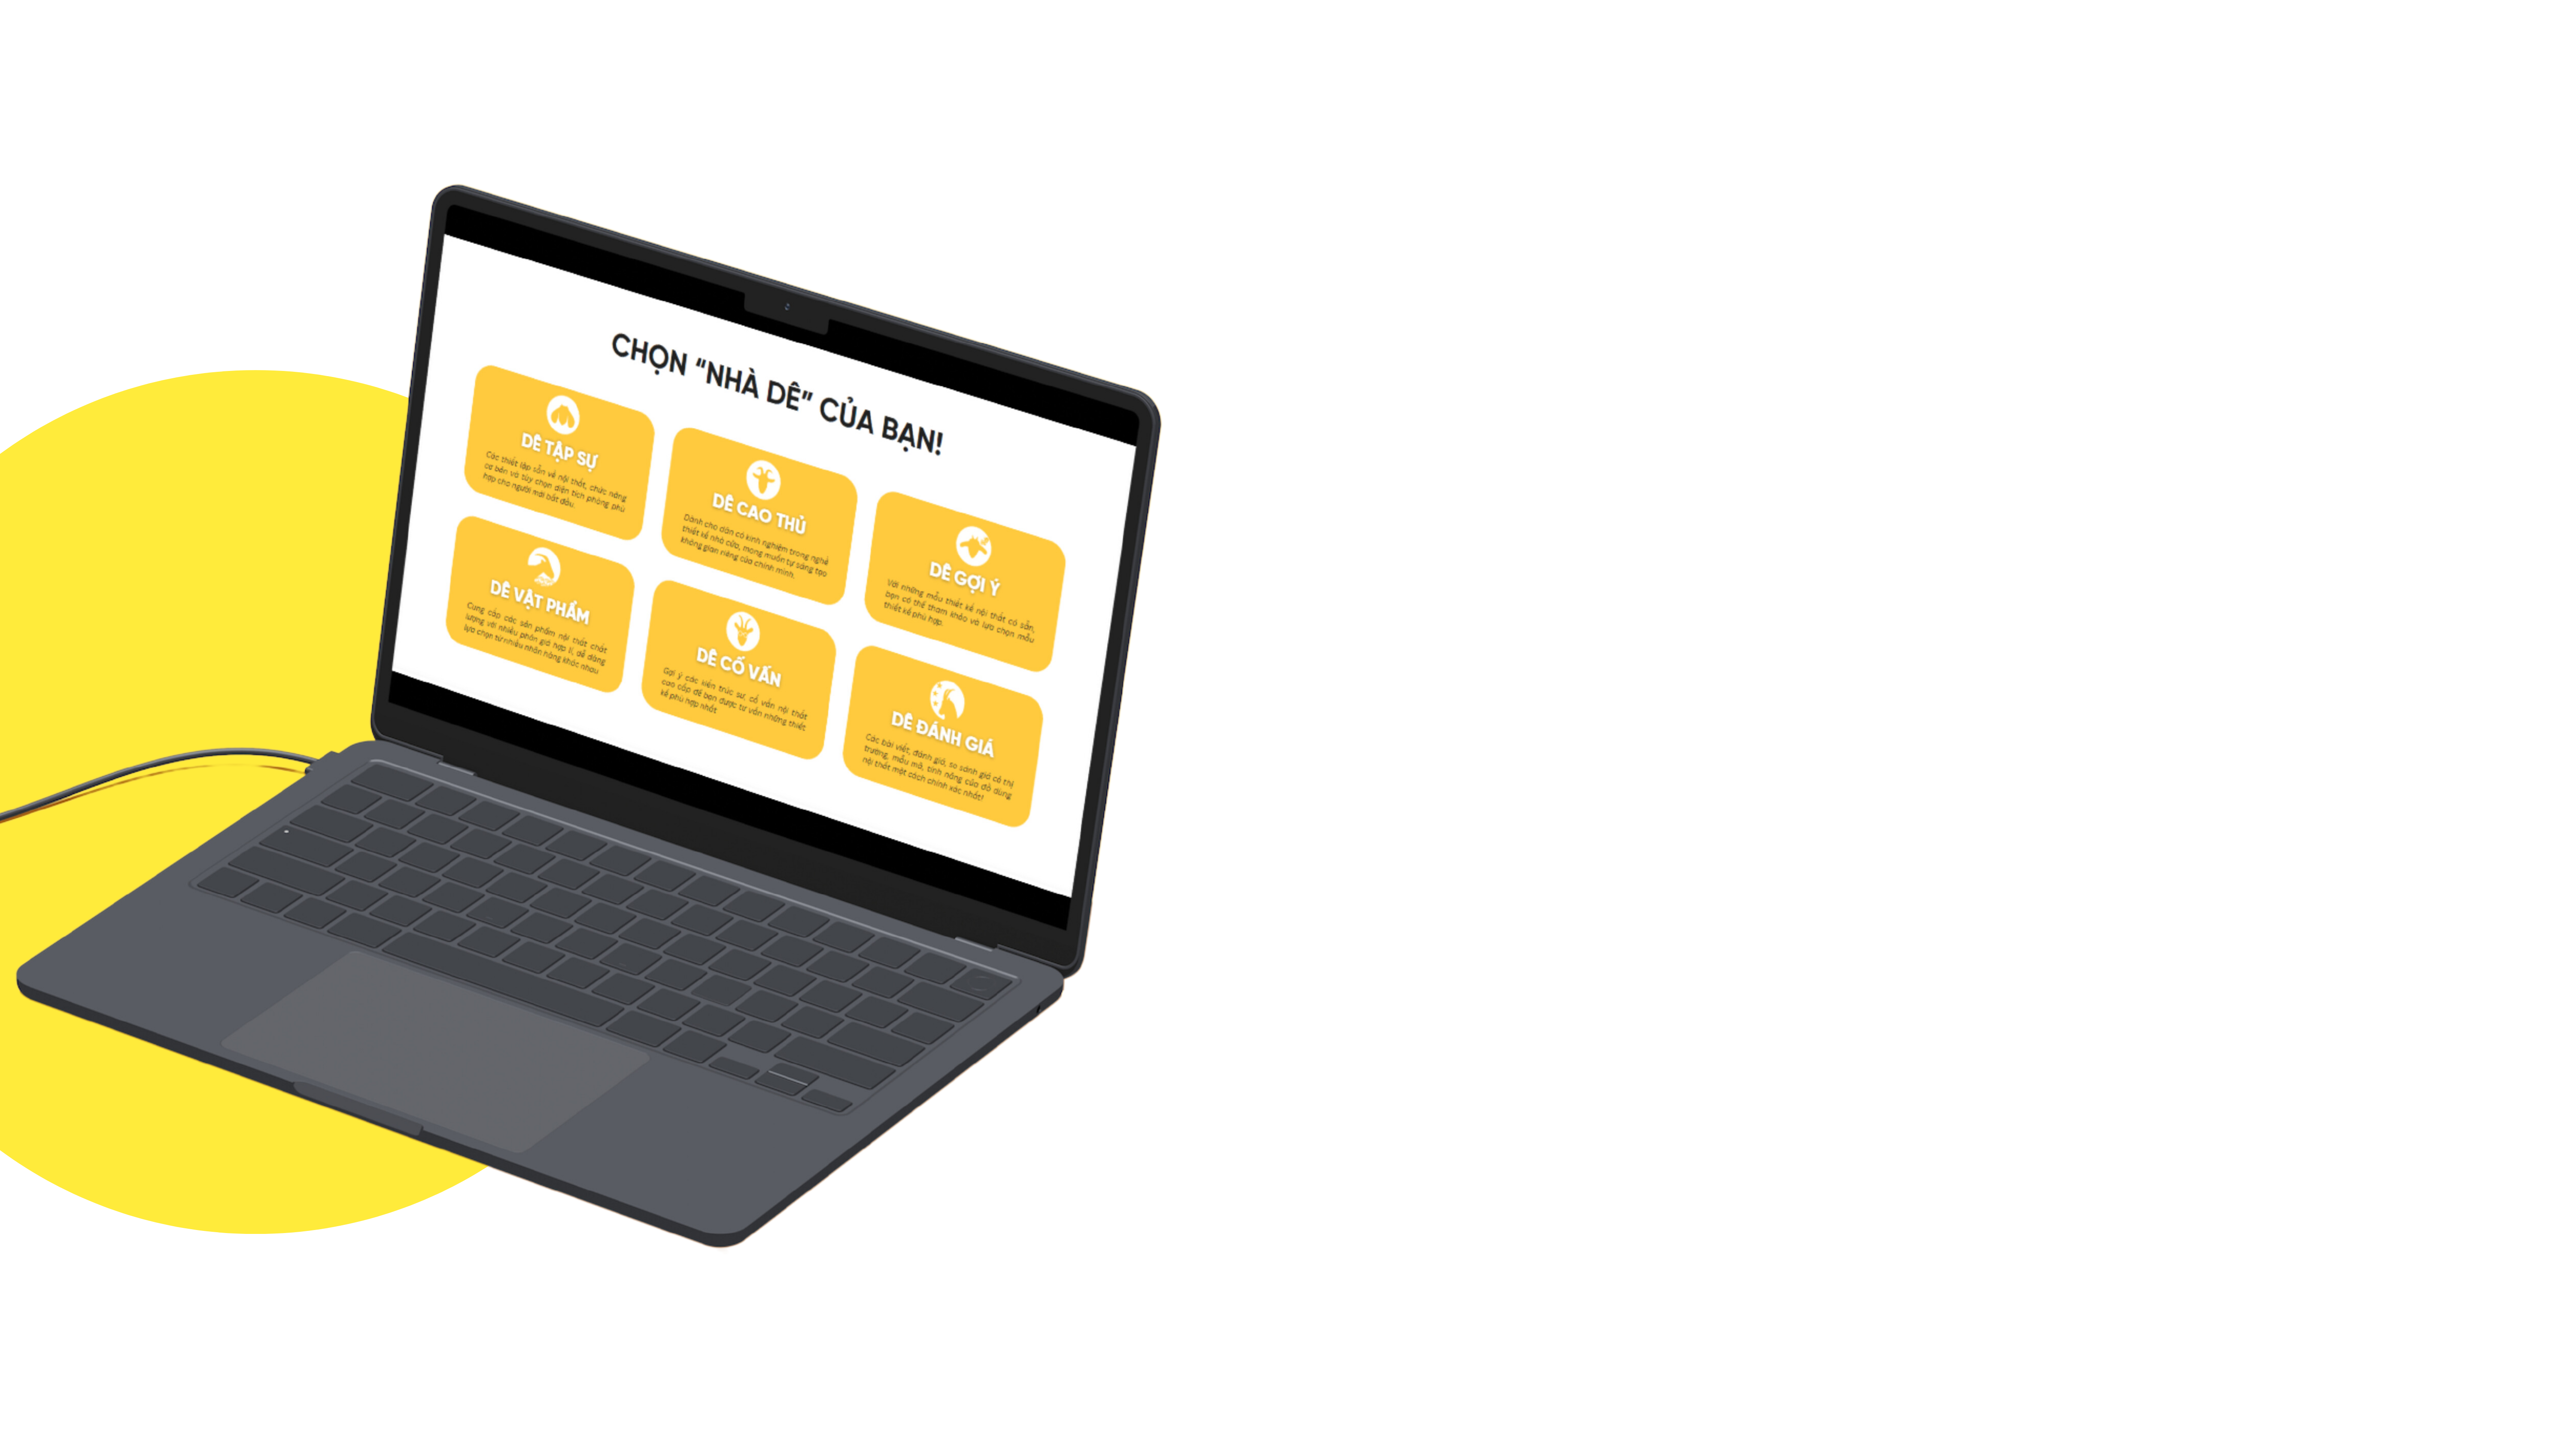 CHỌN “NHÀ DÊ” CỦA BẠN!
DÊ TẬP SỰ
Các thiết lập sẵn về nội thất, chức năng
cơ bản và tùy chọn diện tích phòng phù
hợp cho người mới bắt đầu.
DÊ CAO THỦ
Dành cho dân có kinh nghiệm trong nghề
thiết kế nhà cửa, mong muốn tự sáng tạo
không gian riêng của chính mình.
DÊ GỢI Ý
Với những mẫu thiết kế nội thất có sẵn,
bạn có thể tham khảo và lựa chọn mẫu
thiết kế phù hợp.
DÊ VẬT PHẨM
Cung cấp các sản phẩm nội thất chất
lượng với nhiều phân giá hợp lí, dễ dàng
lựa chọn từ nhiều nhãn hàng khác nhau
DÊ CỐ VẤN
Gợi ý các kiến trúc sư, cố vấn nội thất
cao cấp để bạn được tư vấn những thiết
kế phù hợp nhất
DÊ ĐÁNH GIÁ
Các bài viết, đánh giá, so sánh giá cả thị
trường, mẫu mã, tính năng của đồ dùng
nội thất một cách chính xác nhất!